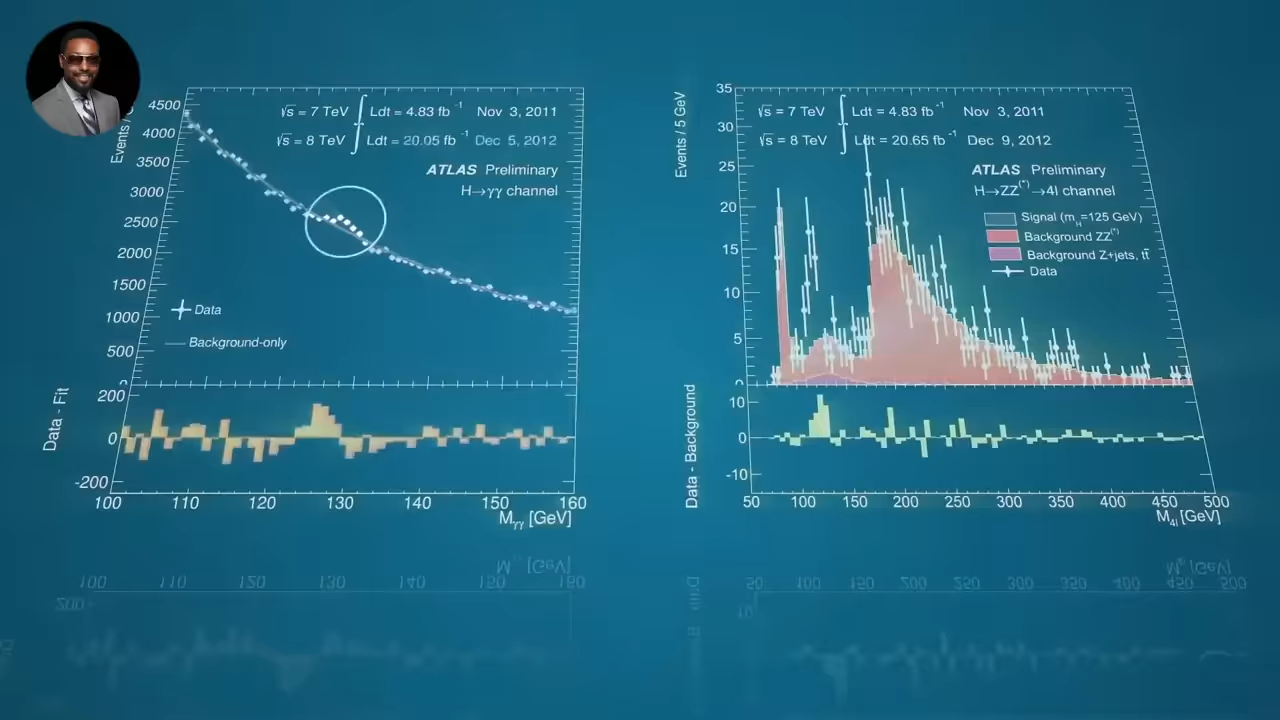 4500
4000
3500
3000
2500
2000
1500
1000
500
0
Events /
√s = 7 TeV ∫ Ldt = 4.83 fb⁻¹ Nov 3, 2011
√s = 8 TeV ∫ Ldt = 20.05 fb⁻¹ Dec 5, 2012
ATLAS Preliminary
H→γγ channel
Data
Background-only
200
0
-200
Data - Fit
100 110 120 130 140 150 160
Mγγ [GeV]
35
30
25
20
15
10
5
0
Events / 5 GeV
√s = 7 TeV ∫ Ldt = 4.83 fb⁻¹ Nov 3, 2011
√s = 8 TeV ∫ Ldt = 20.65 fb⁻¹ Dec 9, 2012
ATLAS Preliminary
H→ZZ(*)→4l channel
Signal (mH=125 GeV)
Background ZZ(*)
Background Z+jets, tt̄
Data
10
0
-10
Data - Background
50 100 150 200 250 300 350 400 450 500
M4l [GeV]